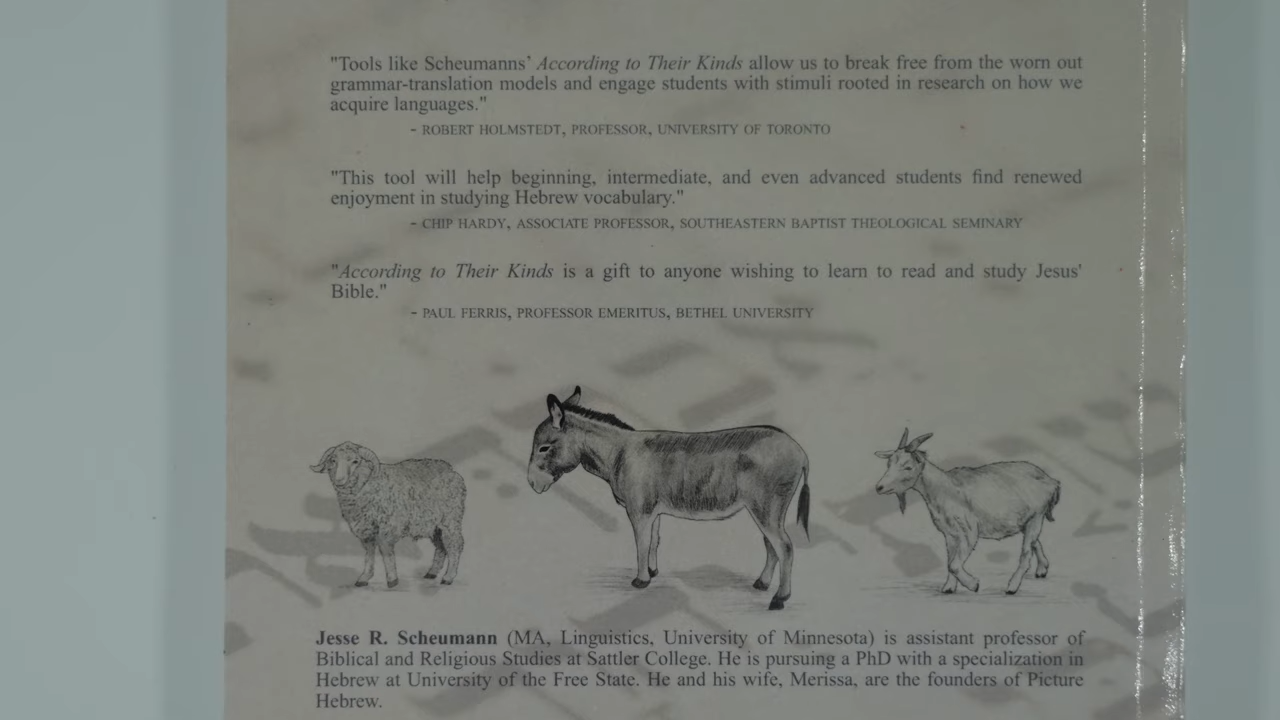 "Tools like Scheumanns' According to Their Kinds allow us to break free from the worn out
grammar-translation models and engage students with stimuli rooted in research on how we
acquire languages."
- ROBERT HOLMSTEDT, PROFESSOR, UNIVERSITY OF TORONTO
"This tool will help beginning, intermediate, and even advanced students find renewed
enjoyment in studying Hebrew vocabulary."
- CHIP HARDY, ASSOCIATE PROFESSOR, SOUTHEASTERN BAPTIST THEOLOGICAL SEMINARY
"According to Their Kinds is a gift to anyone wishing to learn to read and study Jesus'
Bible."
- PAUL FERRIS, PROFESSOR EMERITUS, BETHEL UNIVERSITY
Jesse R. Scheumann (MA, Linguistics, University of Minnesota) is assistant professor of
Biblical and Religious Studies at Sattler College. He is pursuing a PhD with a specialization in
Hebrew at University of the Free State. He and his wife, Merissa, are the founders of Picture
Hebrew.